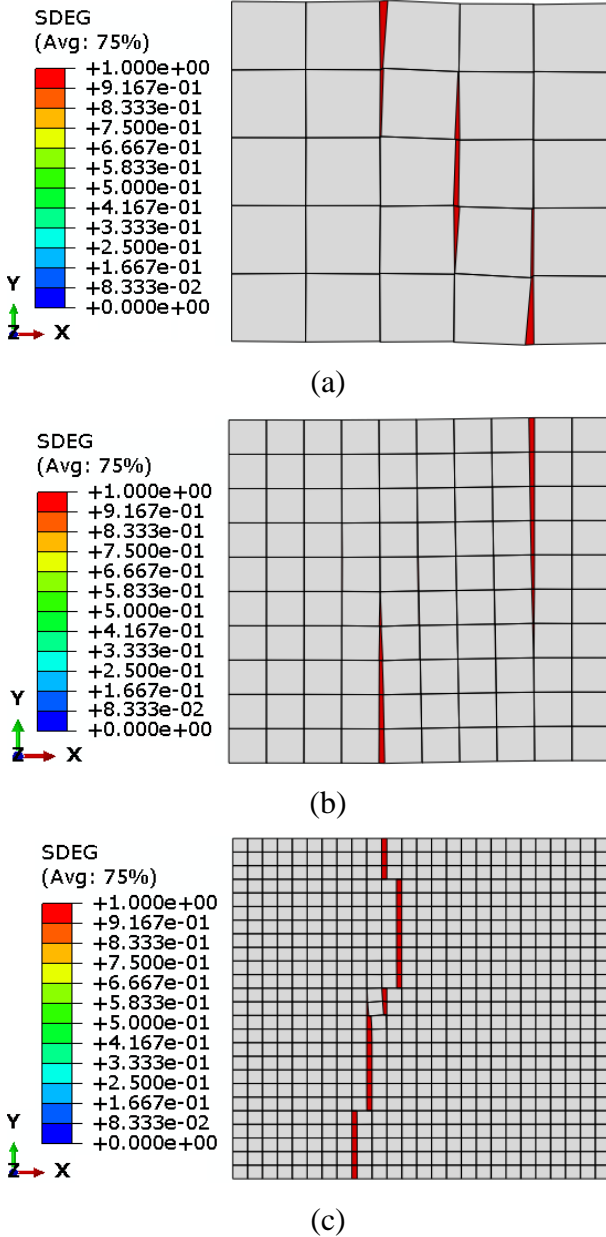 SDEG
(Avg: 75%)
+1.000e+00
+9.167e-01
+8.333e-01
+7.500e-01
+6.667e-01
+5.833e-01
+5.000e-01
+4.167e-01
+3.333e-01
+2.500e-01
+1.667e-01
+8.333e-02
+0.000e+00
Y
Z X
(a)
SDEG
(Avg: 75%)
+1.000e+00
+9.167e-01
+8.333e-01
+7.500e-01
+6.667e-01
+5.833e-01
+5.000e-01
+4.167e-01
+3.333e-01
+2.500e-01
+1.667e-01
+8.333e-02
+0.000e+00
Y
Z X
(b)
SDEG
(Avg: 75%)
+1.000e+00
+9.167e-01
+8.333e-01
+7.500e-01
+6.667e-01
+5.833e-01
+5.000e-01
+4.167e-01
+3.333e-01
+2.500e-01
+1.667e-01
+8.333e-02
+0.000e+00
Y
Z X
(c)